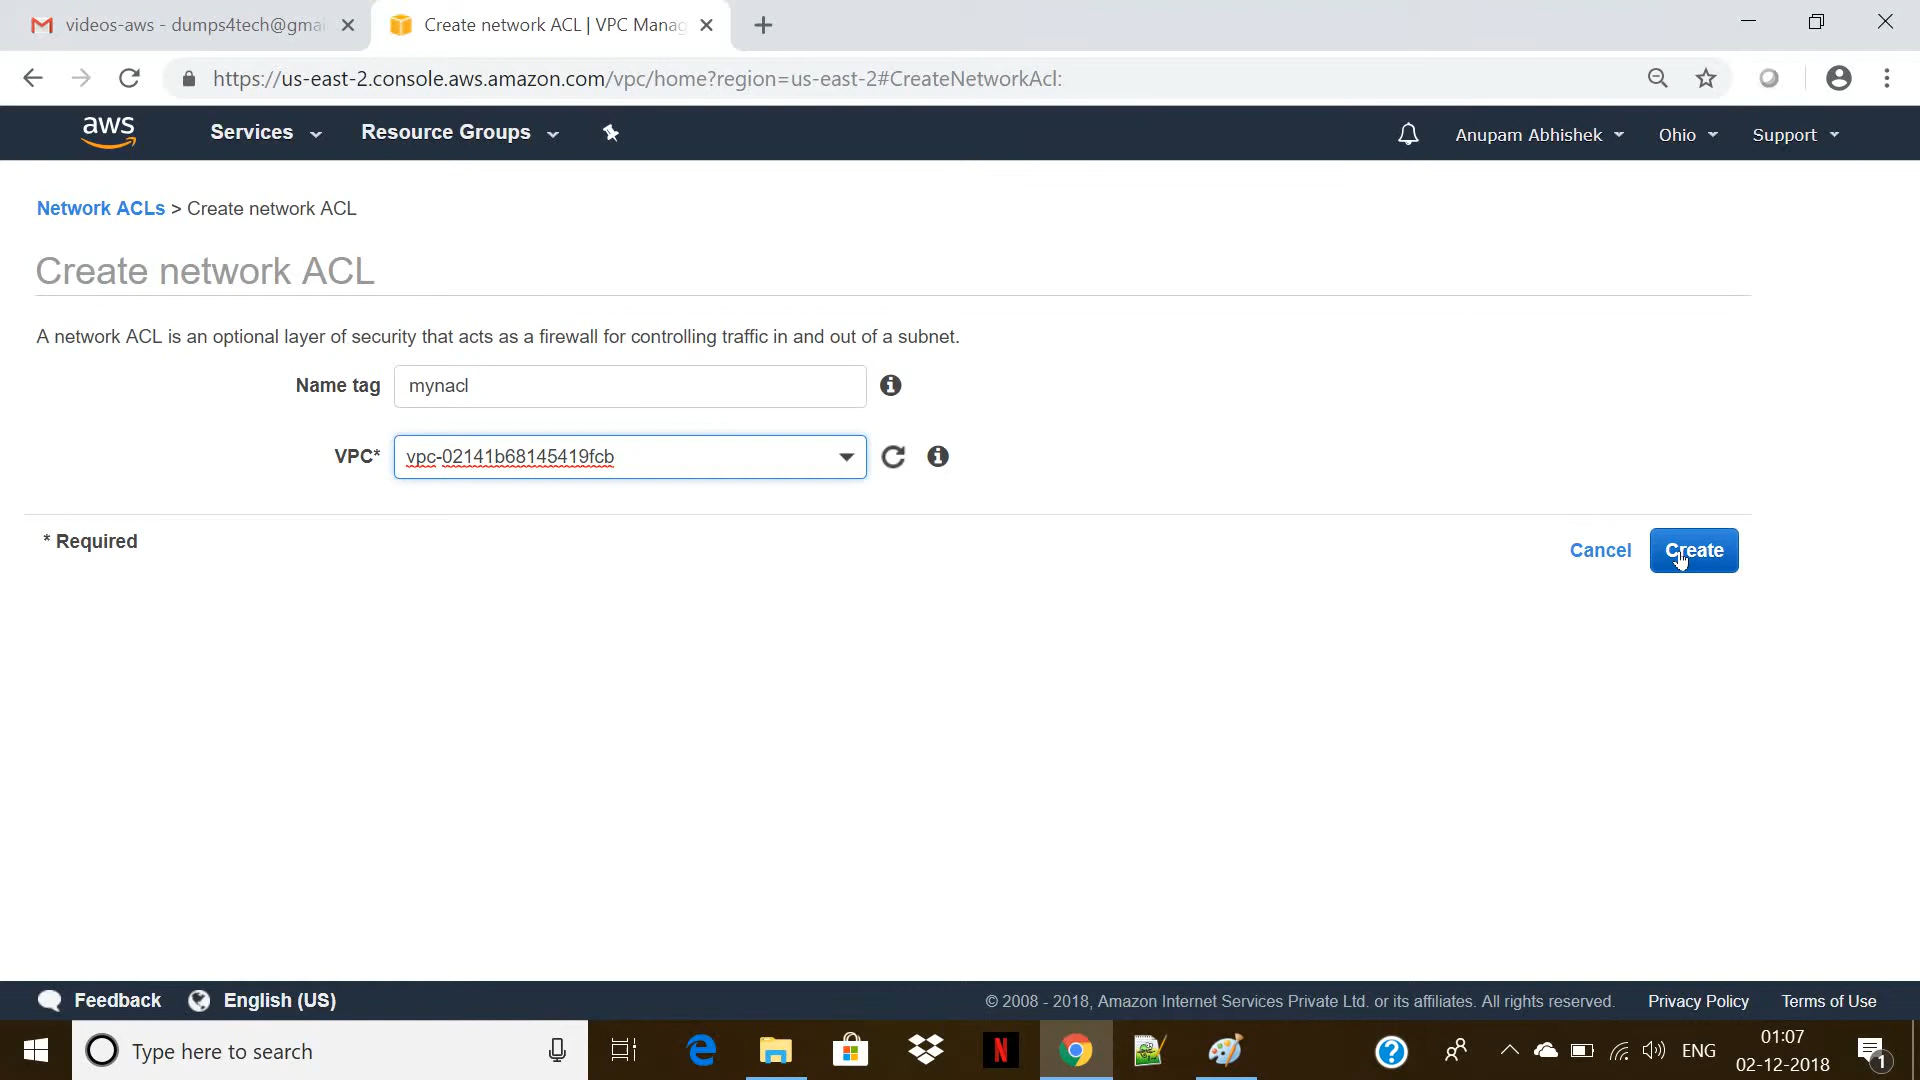 videos-aws - dumps4tech@gmai
Create network ACL | VPC Manag
https://us-east-2.console.aws.amazon.com/vpc/home?region=us-east-2#CreateNetworkAcl:
aws
Services
Resource Groups
Anupam Abhishek
Ohio
Support
Network ACLs > Create network ACL
Create network ACL
A network ACL is an optional layer of security that acts as a firewall for controlling traffic in and out of a subnet.
Name tag
mynacl
VPC*
vpc-02141b68145419fcb
* Required
Cancel
Create
Feedback
English (US)
© 2008 - 2018, Amazon Internet Services Private Ltd. or its affiliates. All rights reserved.
Privacy Policy
Terms of Use
Type here to search
ENG
01:07
02-12-2018
1